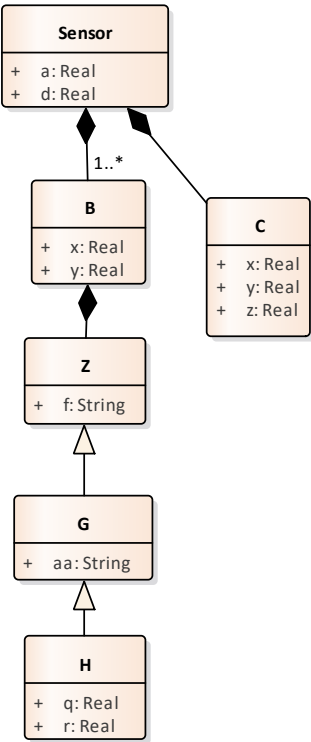 Sensor
+ a: Real
+ d: Real
1..*
B
+ x: Real
+ y: Real
C
+ x: Real
+ y: Real
+ z: Real
Z
+ f: String
G
+ aa: String
H
+ q: Real
+ r: Real